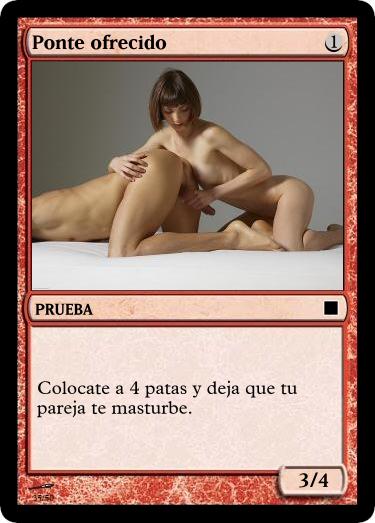 Ponte ofrecido
1
PRUEBA
Colocate a 4 patas y deja que tu
pareja te masturbe.
3/4